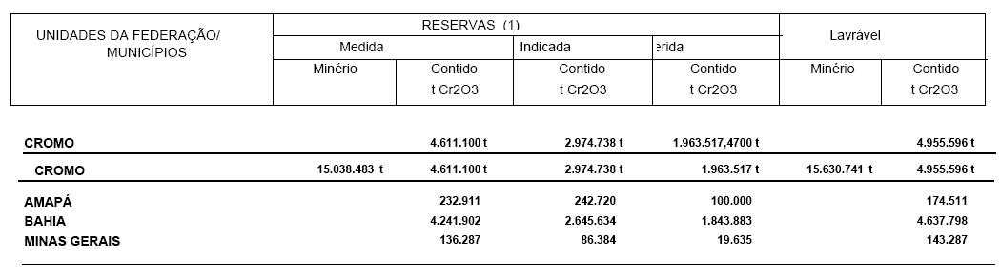 RESERVAS (1)
UNIDADES DA FEDERAÇÃO/
MUNICÍPIOS
Lavrável
Medida Indicada erida
Minério Contido Contido Contido Minério Contido
t Cr2O3 t Cr2O3 t Cr2O3 t Cr2O3
CROMO 4.611.100 t 2.974.738 t 1.963.517,4700 t 4.955.596 t
CROMO 15.038.483 t 4.611.100 t 2.974.738 t 1.963.517 t 15.630.741 t 4.955.596 t
AMAPÁ 232.911 242.720 100.000 174.511
BAHIA 4.241.902 2.645.634 1.843.883 4.637.798
MINAS GERAIS 136.287 86.384 19.635 143.287